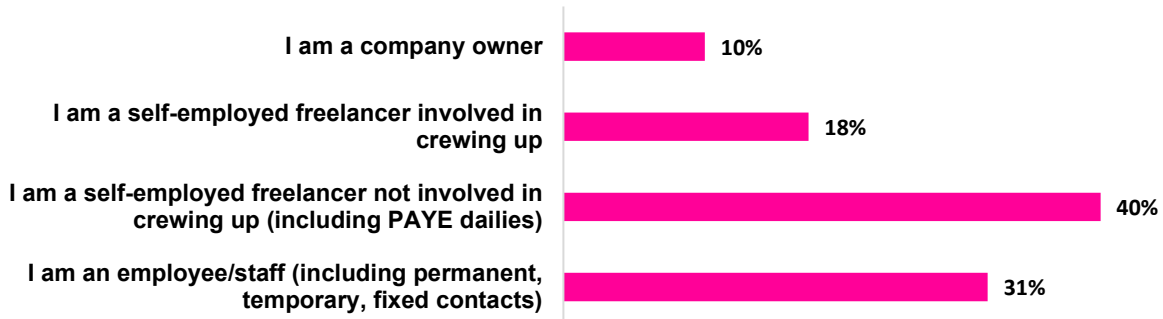 I am a company owner
10%
I am a self-employed freelancer involved in
crewing up
18%
I am a self-employed freelancer not involved in
crewing up (including PAYE dailies)
40%
I am an employee/staff (including permanent,
temporary, fixed contacts)
31%